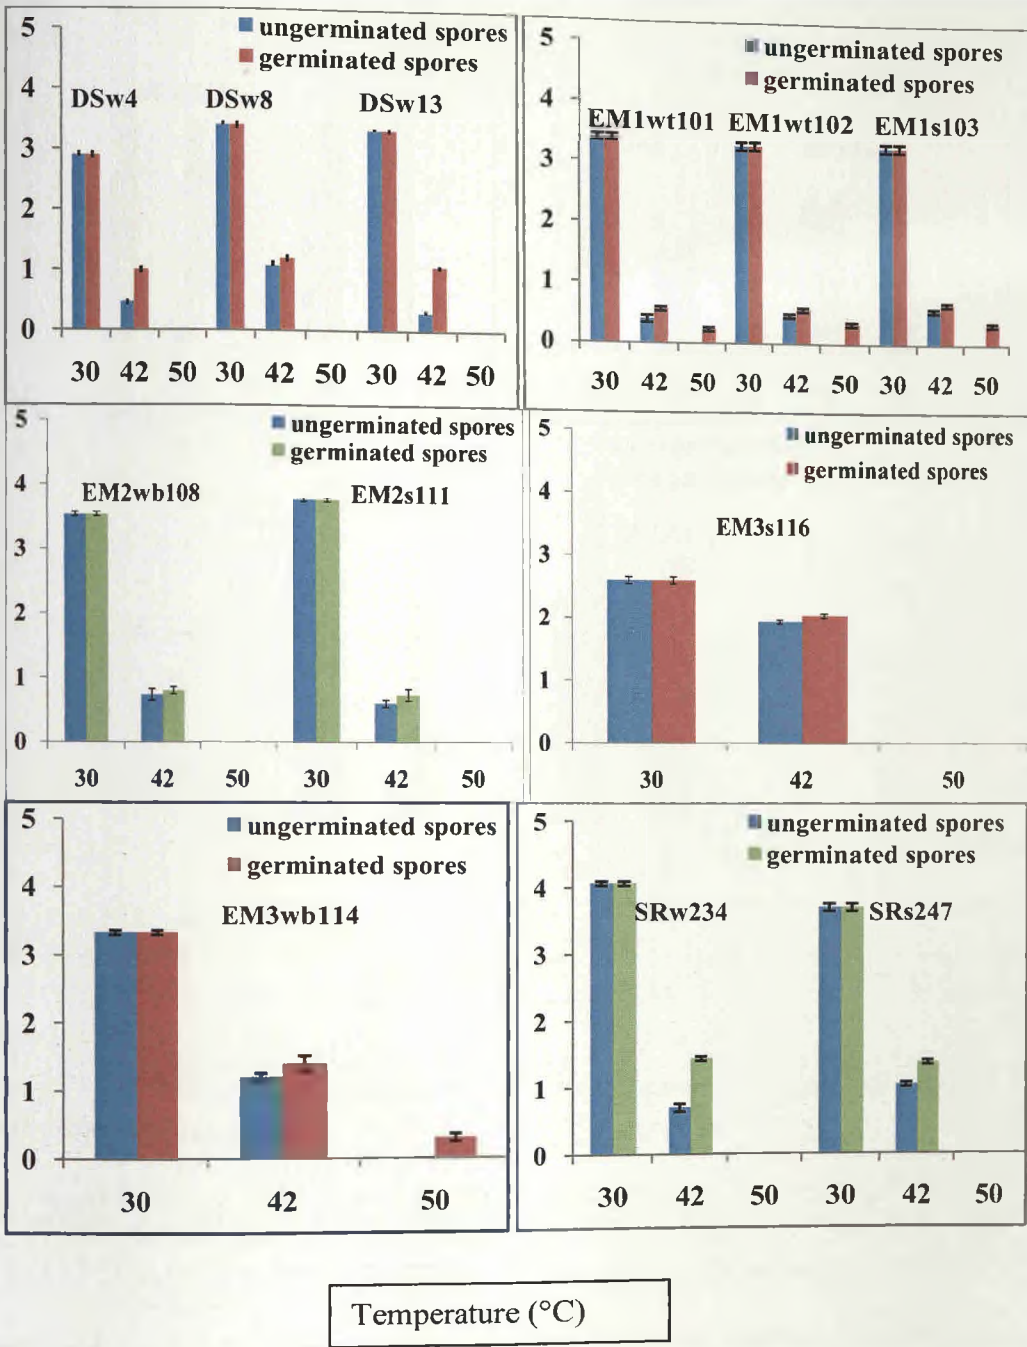 5
4
3
2
1
0
ungerminated spores
germinated spores
DSw4 DSw8 DSw13
30 42 50 30 42 50 30 42 50
5
4
3
2
1
0
ungerminated spores
germinated spores
EM1wt101 EM1wt102 EM1s103
30 42 50 30 42 50 30 42 50
5
4
3
2
1
0
ungerminated spores
germinated spores
EM2wb108 EM2s111
30 42 50 30 42 50
5
4
3
2
1
0
ungerminated spores
germinated spores
EM3s116
30 42 50
5
4
3
2
1
0
ungerminated spores
germinated spores
EM3wb114
30 42 50
5
4
3
2
1
0
ungerminated spores
germinated spores
SRw234 SRs247
30 42 50 30 42 50
Temperature (°C)